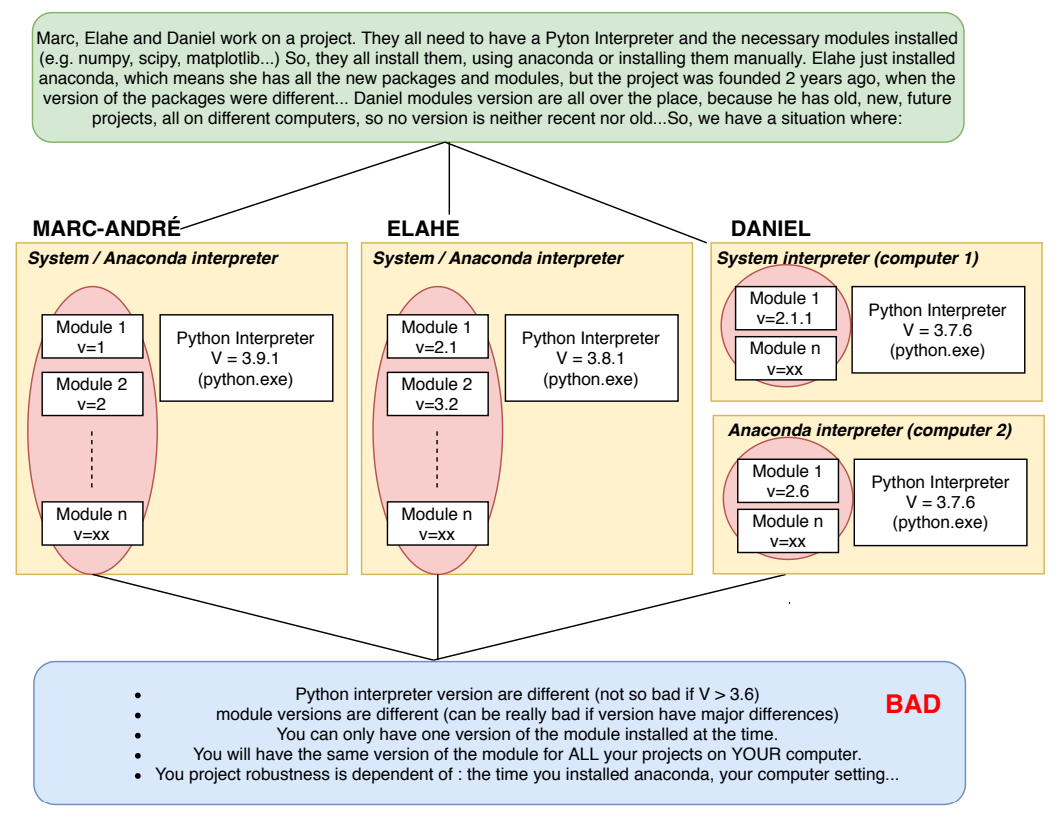 Marc, Elahe and Daniel work on a project. They all need to have a Pyton Interpreter and the necessary modules installed
(e.g. numpy, scipy, matplotlib...) So, they all install them, using anaconda or installing them manually. Elahe just installed
anaconda, which means she has all the new packages and modules, but the project was founded 2 years ago, when the
version of the packages were different... Daniel modules version are all over the place, because he has old, new, future
projects, all on different computers, so no version is neither recent nor old...So, we have a situation where:
MARC-ANDRÉ
System / Anaconda interpreter
Module 1
v=1
Module 2
v=2
Module n
v=xx
Python Interpreter
V = 3.9.1
(python.exe)
ELAHE
System / Anaconda interpreter
Module 1
v=2.1
Module 2
v=3.2
Module n
v=xx
Python Interpreter
V = 3.8.1
(python.exe)
DANIEL
System interpreter (computer 1)
Module 1
v=2.1.1
Module n
v=xx
Python Interpreter
V = 3.7.6
(python.exe)
Anaconda interpreter (computer 2)
Module 1
v=2.6
Module n
v=xx
Python Interpreter
V = 3.7.6
(python.exe)
BAD
• Python interpreter version are different (not so bad if V > 3.6)
• module versions are different (can be really bad if version have major differences)
• You can only have one version of the module installed at the time.
• You will have the same version of the module for ALL your projects on YOUR computer.
• You project robustness is dependent of : the time you installed anaconda, your computer setting...